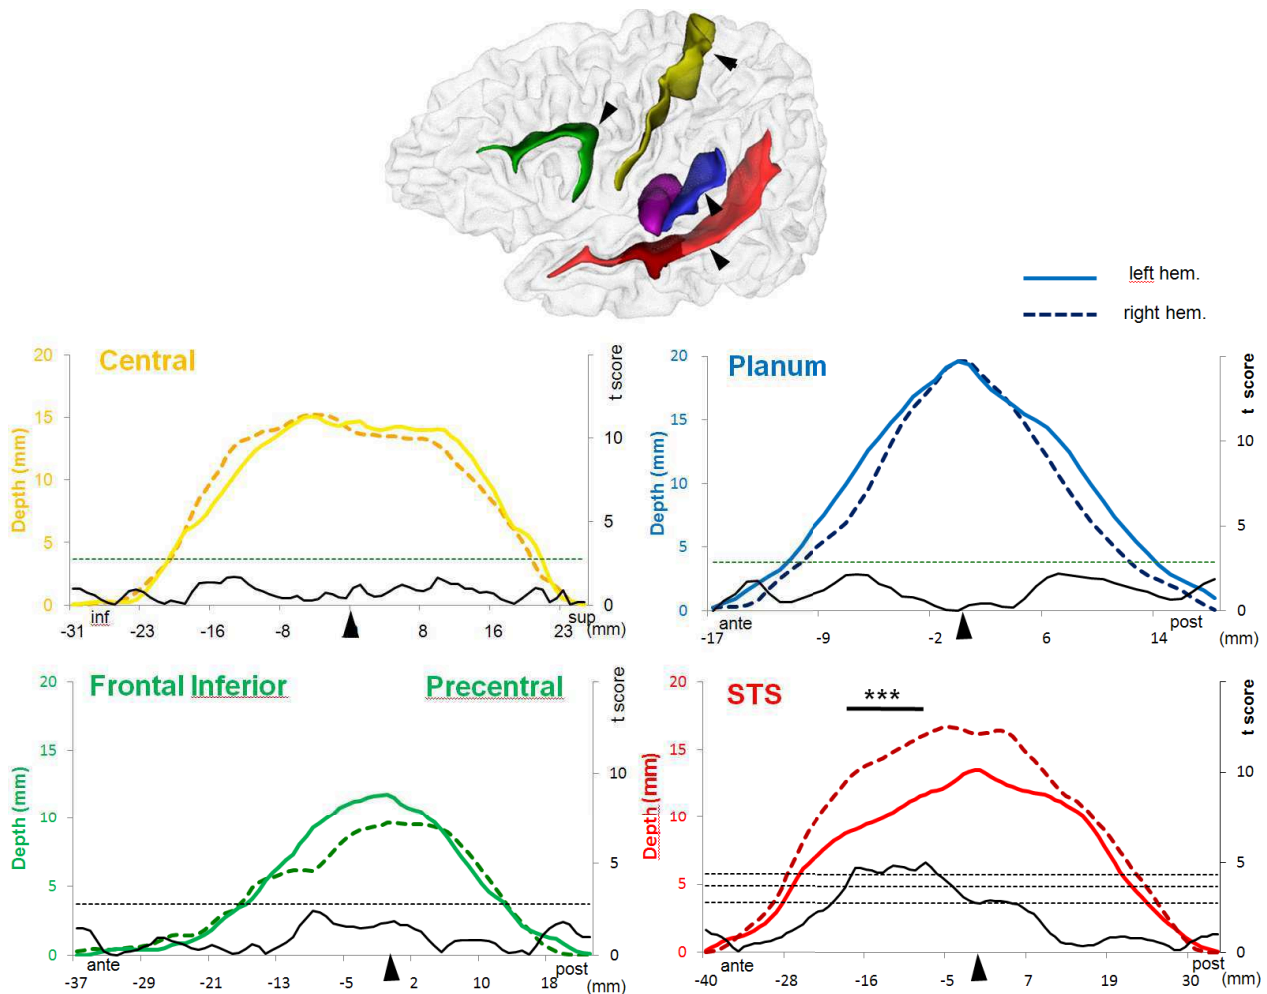 left hem.
right hem.
Central
20
15
10
5
0
Depth (mm)
t score
10
5
0
inf
sup
-31 -23 -16 -8 8 16 23 (mm)
Planum
20
15
10
5
0
Depth (mm)
t score
10
5
0
ante
post
-17 -9 -2 6 14 (mm)
Frontal Inferior
Precentral
20
15
10
5
0
Depth (mm)
t score
10
5
0
ante
post
-37 -29 -21 -13 -5 2 10 18 (mm)
STS
***
20
15
10
5
0
Depth (mm)
t score
10
5
0
ante
post
-40 -28 -16 -5 7 19 30 (mm)